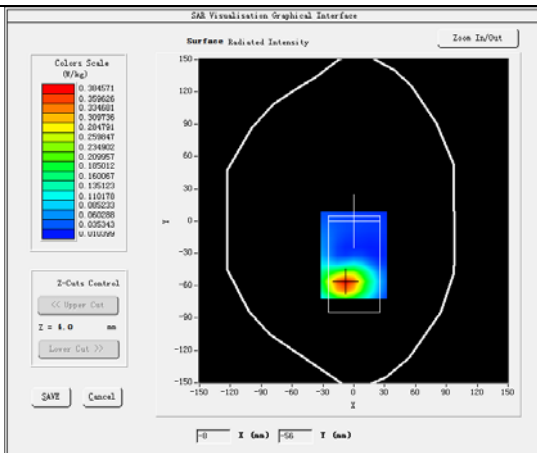 SAR Visualisation Graphical Interface
Surface Radiated Intensity
Zoom In/Out
Colors Scale
(W/kg)
0.384571
0.359626
0.334681
0.309736
0.284791
0.259847
0.234902
0.209957
0.185012
0.160067
0.135123
0.110178
0.085233
0.060288
0.035343
0.010399
Z-Cuts Control
<< Upper Cut
Z = 4.0 mm
Lower Cut >>
SAVE Cancel
150
120
90
60
30
0
-30
-60
-90
-120
-150
Y
-150 -120 -90 -60 -30 0 30 60 90 120 150
X
-8 X (mm) -56 Y (mm)